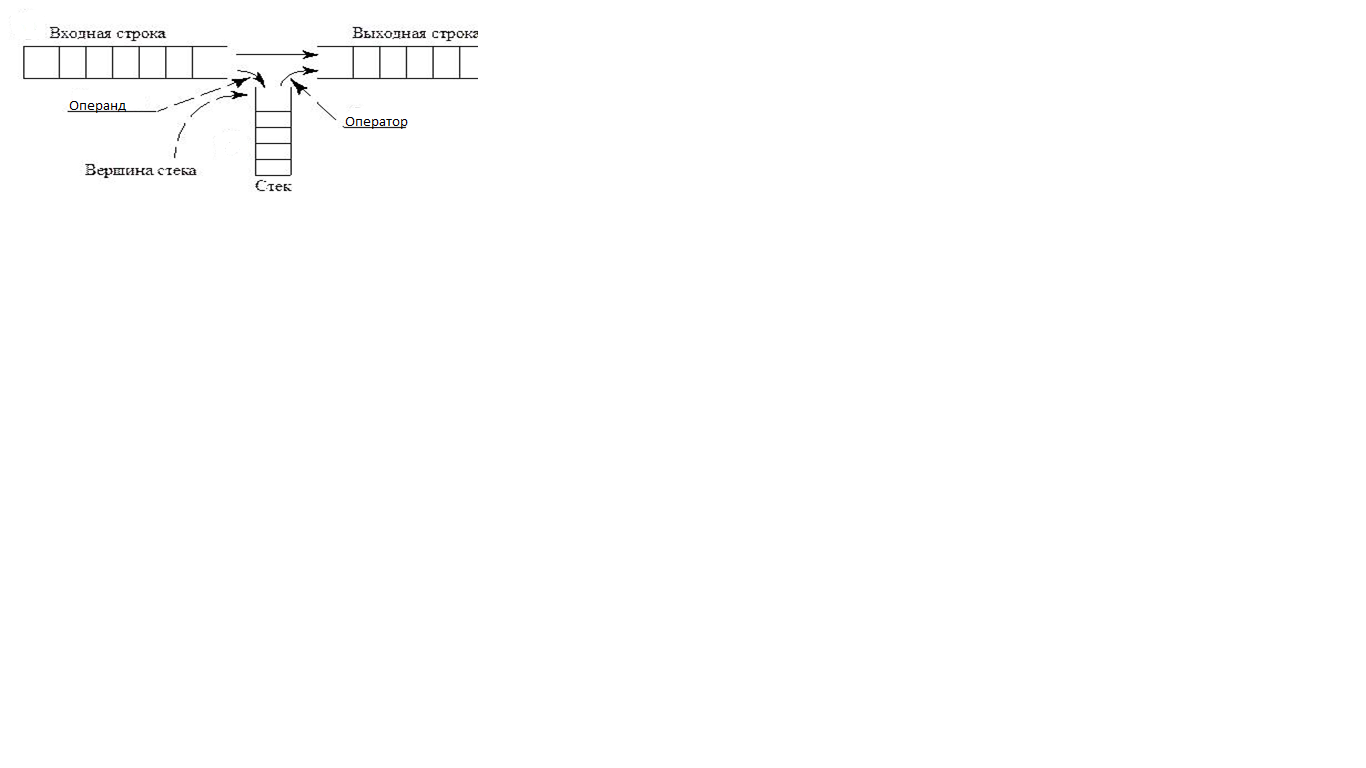 Входная строка
Выходная строка
Операнд
Оператор
Вершина стека
Стек